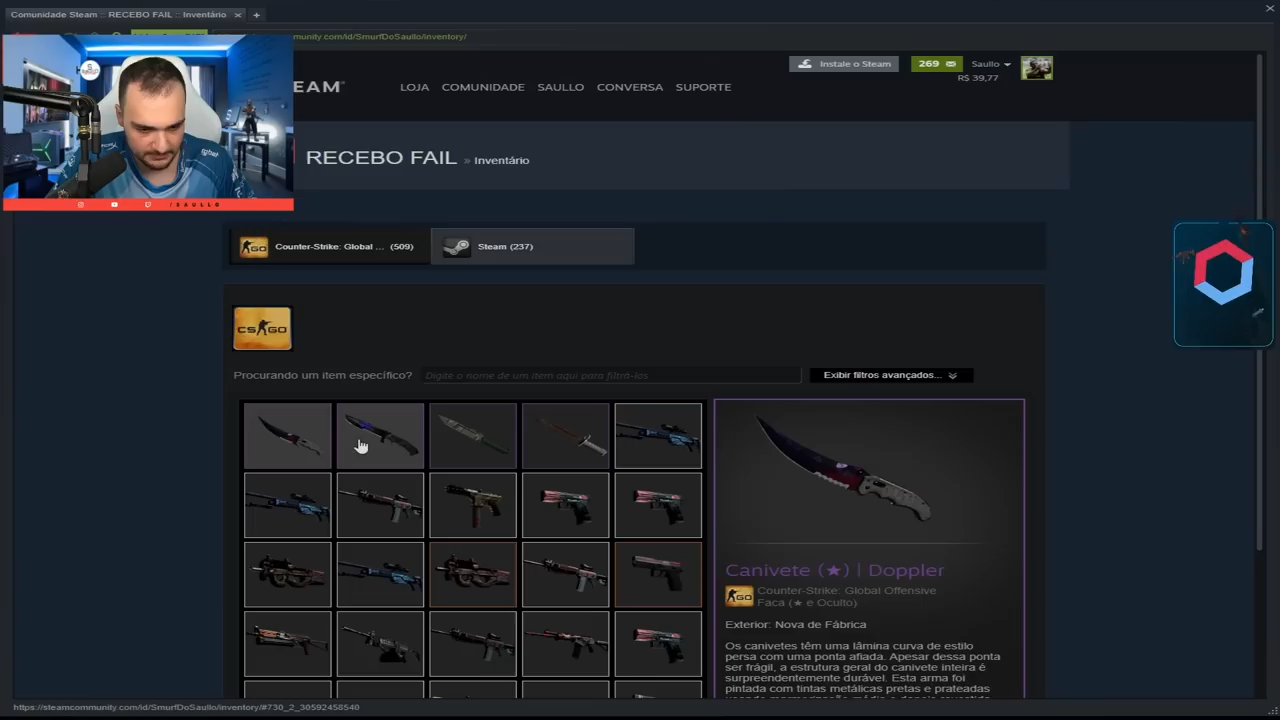 Comunidade Steam :: RECEBO FAIL :: Inventário
munity.com/id/SmurfDoSaullo/inventory/
Instale o Steam
269
Saullo
R$ 39,77
EAM
LOJA COMUNIDADE SAULLO CONVERSA SUPORTE
RECEBO FAIL » Inventário
/XAULLO
Counter-Strike: Global ... (509)
Steam (237)
CS GO
Procurando um item específico?
Digite o nome de um item aqui para filtrá-los
Exibir filtros avançados...
Canivete (★) | Doppler
GO
Counter-Strike: Global Offensive
Faca (★ e Oculto)
Exterior: Nova de Fábrica
Os canivetes têm uma lâmina curva de estilo
persa com uma ponta afiada. Apesar dessa ponta
ser frágil, a estrutura geral do canivete inteira é
surpreendentemente durável. Esta arma foi
pintada com tintas metálicas pretas e prateadas
https://steamcommunity.com/id/SmurfDoSaullo/inventory/#730_2_30592458540